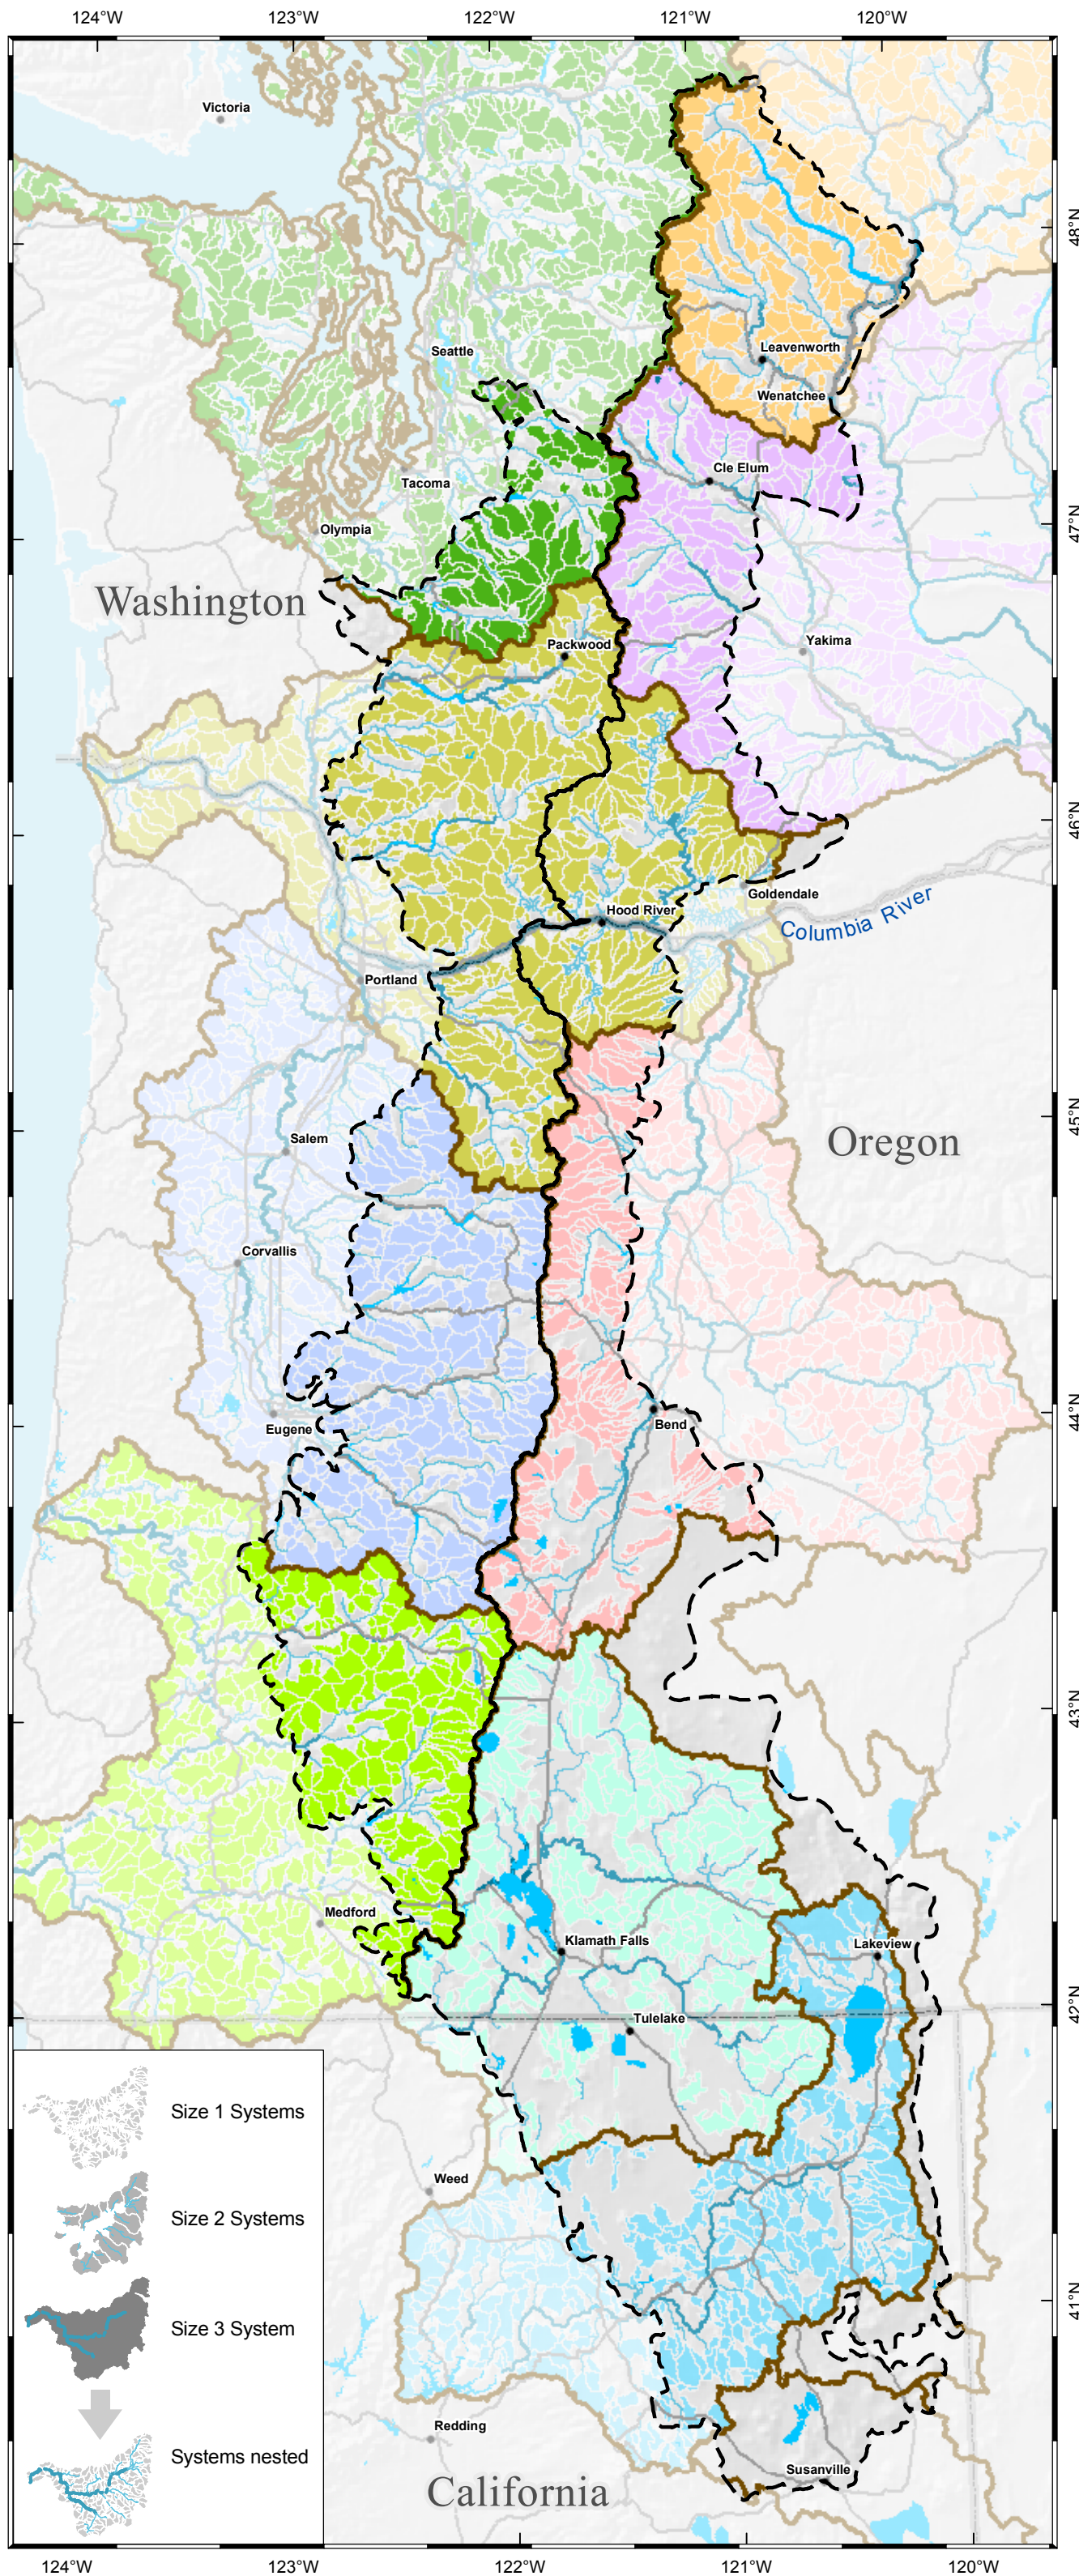 124°W 123°W 122°W 121°W 120°W
Victoria
48°N
Leavenworth
Seattle
Wenatchee
Cle Elum
Tacoma
47°N
Olympia
Washington
Packwood
Yakima
46°N
Goldendale
Hood River
Columbia River
Portland
45°N
Salem
Oregon
Corvallis
44°N
Bend
Eugene
43°N
Medford
Klamath Falls
Lakeview
42°N
Tulelake
Size 1 Systems
Weed
Size 2 Systems
41°N
Size 3 System
Redding
Systems nested
Susanville
California
124°W 123°W 122°W 121°W 120°W